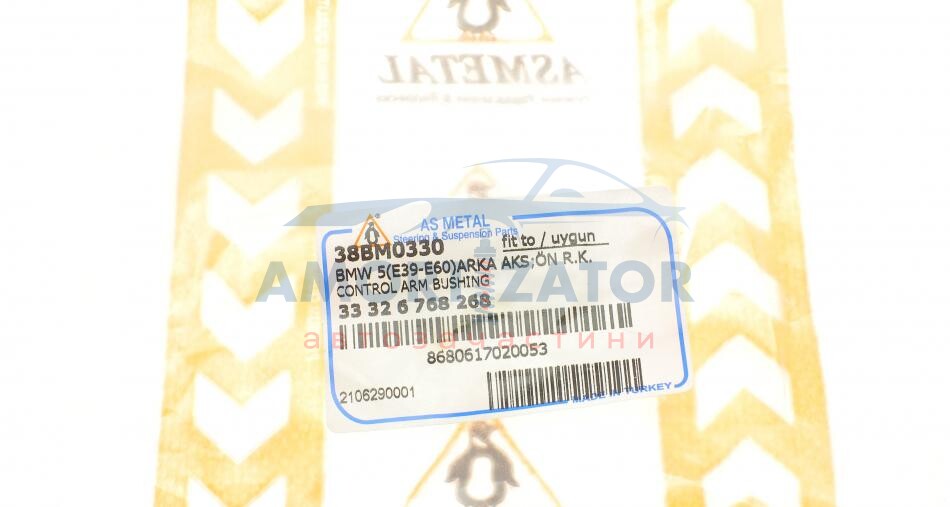 ASMETAL
AS METAL
Steering & Suspension Parts
38BM0330
fit to / uygun
BMW 5(E39-E60)ARKA AKS;ÖN R.K.
CONTROL ARM BUSHING
33 32 6 768 268
AMORTIZATOR
автозапчастини
8680617020053
2106290001
MADE IN TURKEY